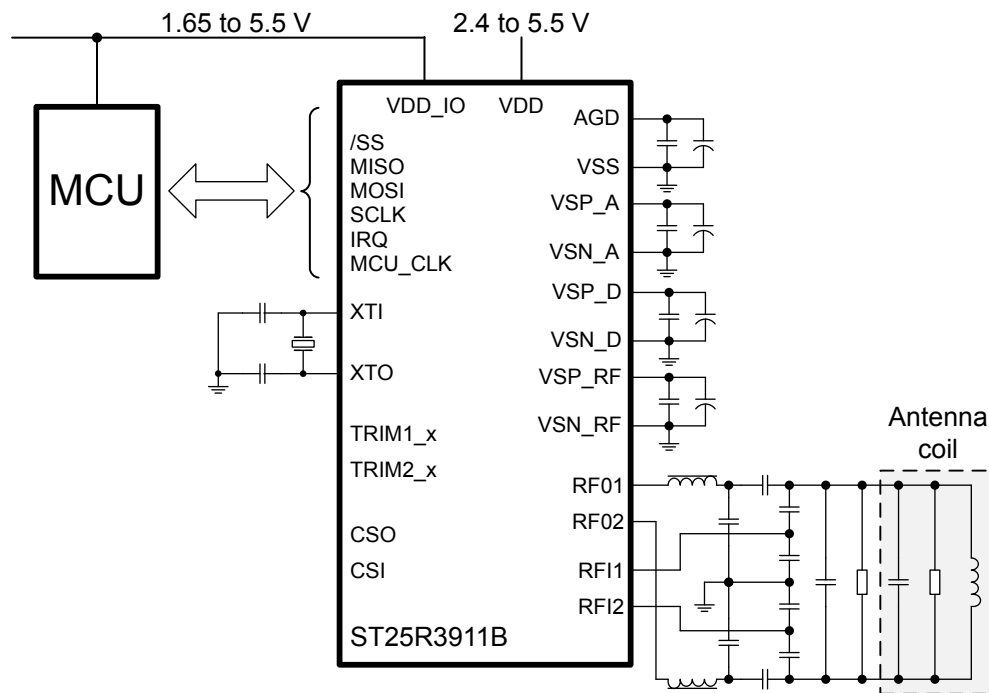 1.65 to 5.5 V
2.4 to 5.5 V
VDD_IO
VDD
MCU
/SS
MISO
MOSI
SCLK
IRQ
MCU_CLK
XTI
XTO
TRIM1_x
TRIM2_x
CSO
CSI
ST25R3911B
AGD
VSS
VSP_A
VSN_A
VSP_D
VSN_D
VSP_RF
VSN_RF
RF01
RF02
RFI1
RFI2
Antenna
coil